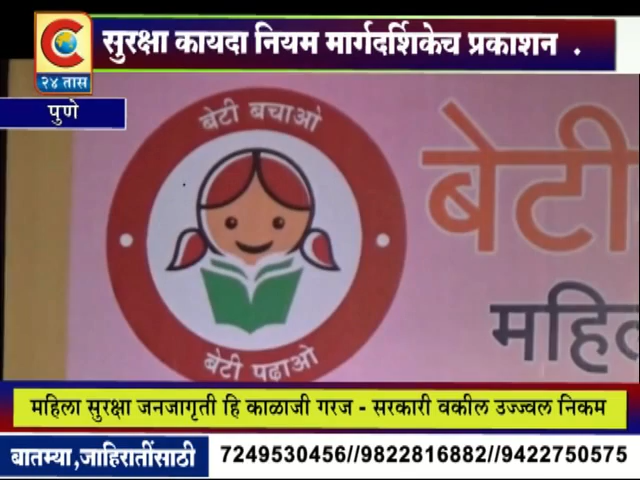 सुरक्षा कायदा नियम मार्गदर्शिकेच प्रकाशन .
C
२४ तास
पुणे
बेटी बचाओ
बेटी
महिल
बेटी पढाओ
महिला सुरक्षा जनजागृती हि काळाजी गरज - सरकारी वकील उज्ज्वल निकम
बातम्या,जाहिरातींसाठी
7249530456//9822816882//9422750575